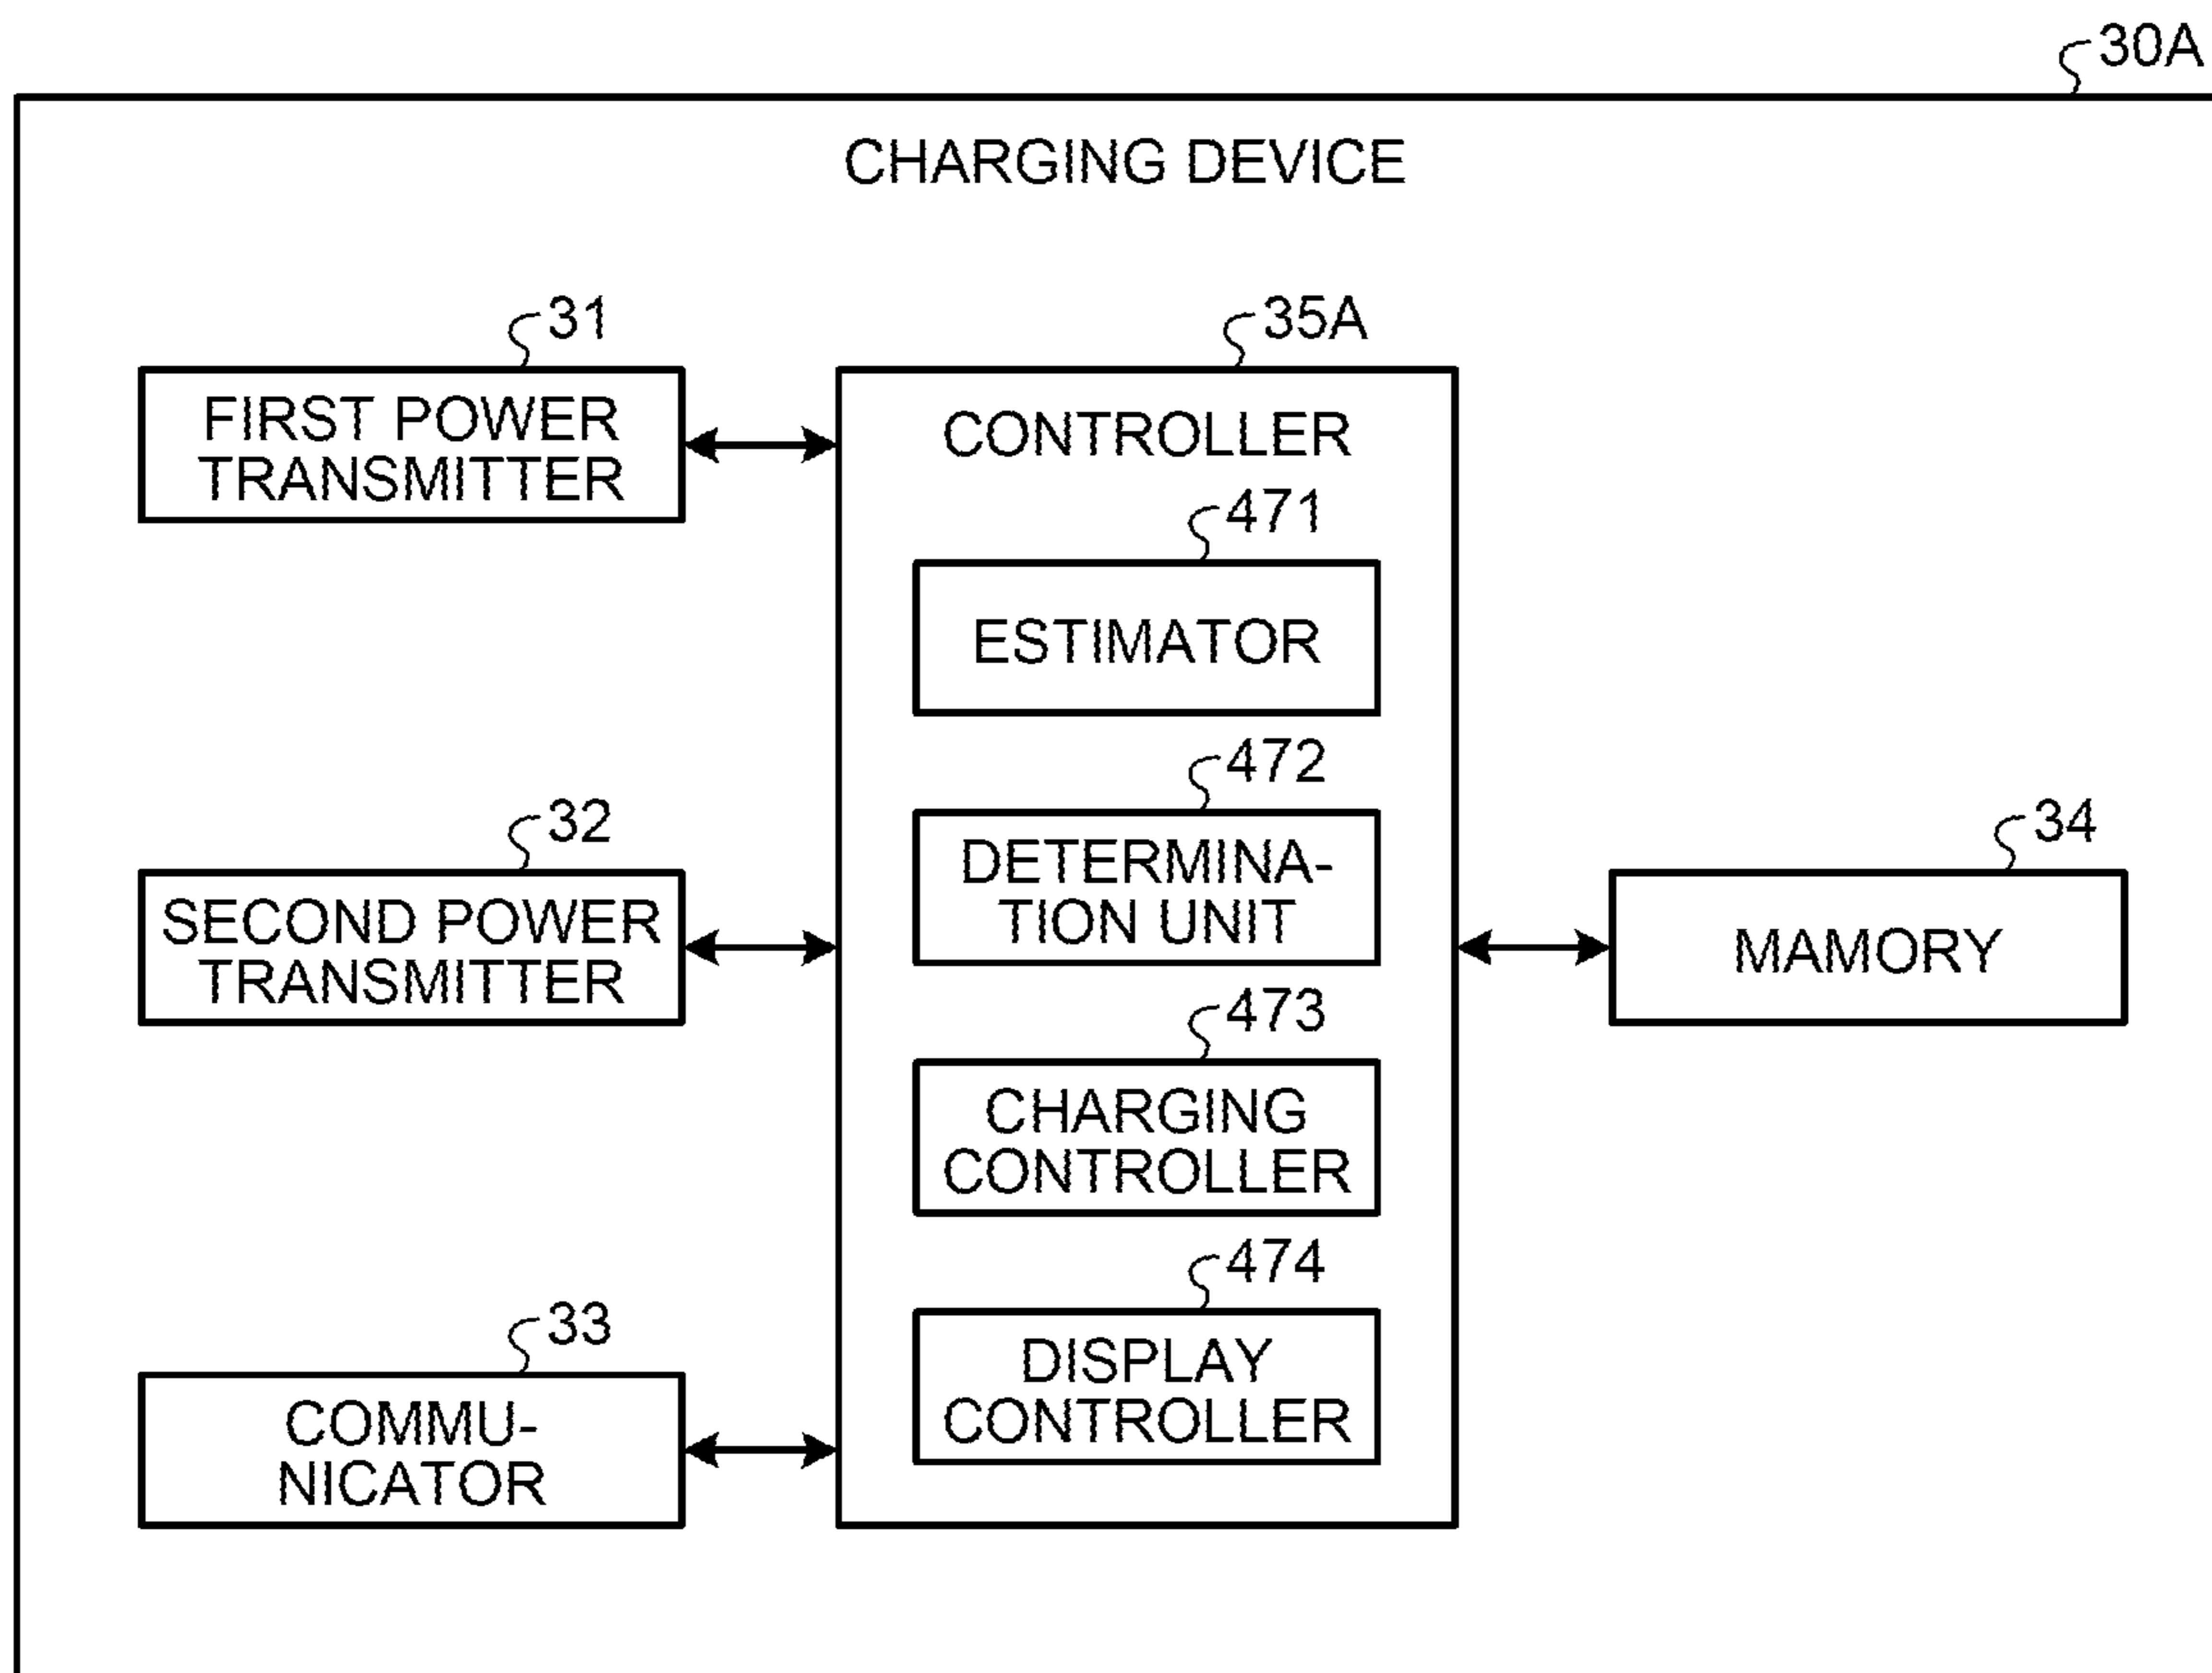 30A
CHARGING DEVICE
31
FIRST POWER
TRANSMITTER
32
SECOND POWER
TRANSMITTER
33
COMMU-
NICATOR
35A
CONTROLLER
471
ESTIMATOR
472
DETERMINA-
TION UNIT
473
CHARGING
CONTROLLER
474
DISPLAY
CONTROLLER
34
MAMORY